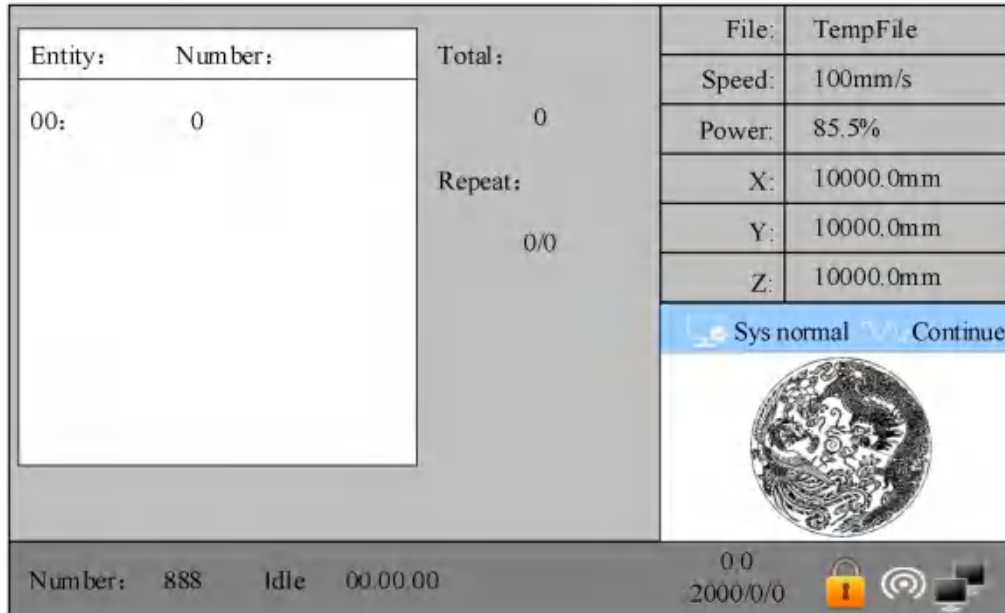 Entity： Number：
00： 0
Total：
0
Repeat：
0/0
File: TempFile
Speed: 100mm/s
Power: 85.5%
X: 10000.0mm
Y: 10000.0mm
Z: 10000.0mm
Sys normal Continue
Number： 888 Idle 00.00.00
0:0
2000/0/0